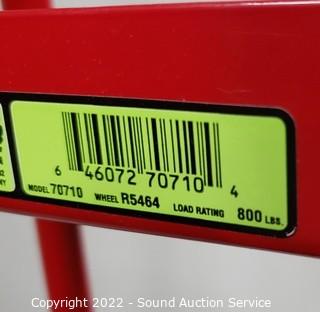 6 46072 70710 4
MODEL 70710 WHEEL R5464 LOAD RATING 800 LBS.
Copyright 2022 - Sound Auction Service